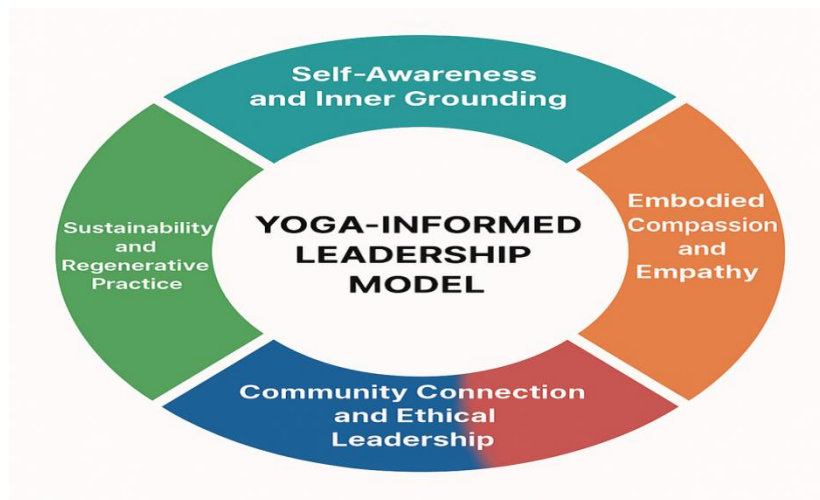 Self-Awareness
and Inner Grounding
Sustainability
and
Regenerative
Practice
YOGA-INFORMED
LEADERSHIP
MODEL
Embodied
Compassion
and
Empathy
Community Connection
and Ethical
Leadership